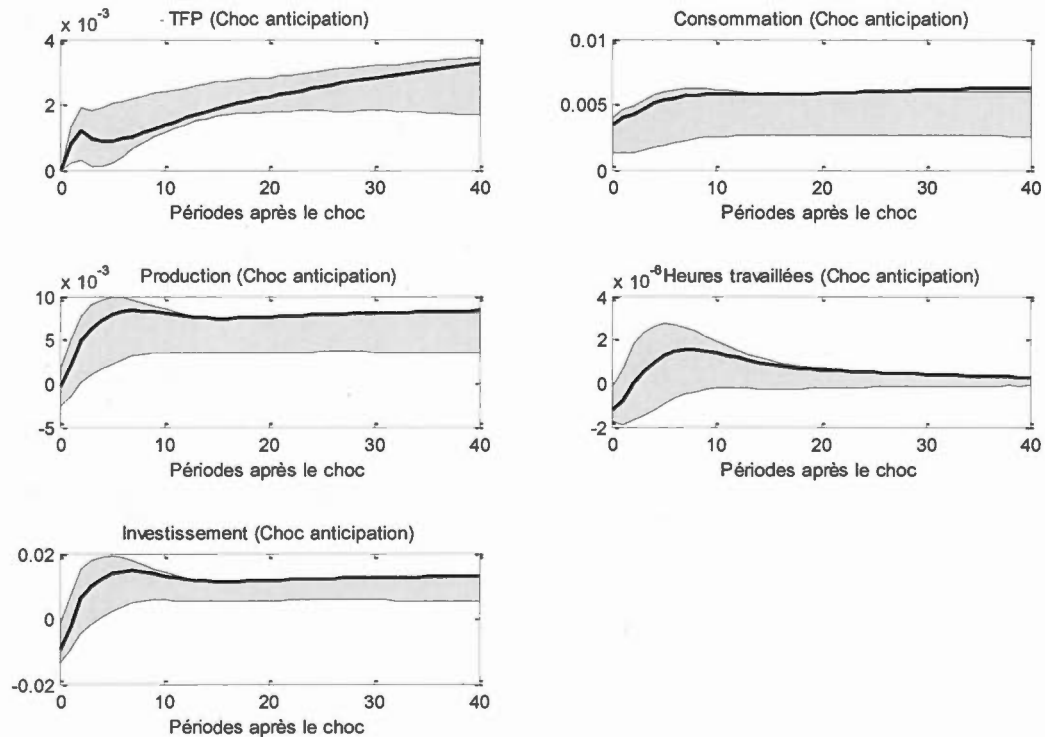 TFP (Choc anticipation)
x 10-3
4
2
0
0 10 20 30 40
Périodes après le choc
Consommation (Choc anticipation)
0.01
0.005
0
0 10 20 30 40
Périodes après le choc
Production (Choc anticipation)
x 10-3
10
5
0
-5
0 10 20 30 40
Périodes après le choc
x 10-8 Heures travaillées (Choc anticipation)
4
2
0
-2
0 10 20 30 40
Périodes après le choc
Investissement (Choc anticipation)
0.02
0
-0.02
0 10 20 30 40
Périodes après le choc